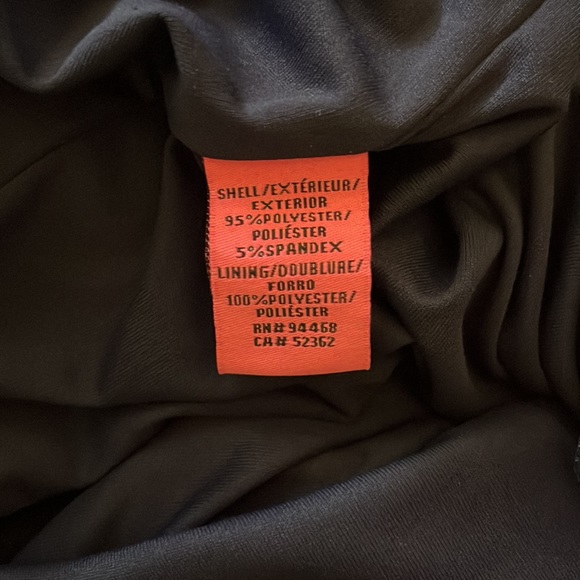 SHELL/EXTÉRIEUR/
EXTERIOR
95%POLYESTER/
POLIÉSTER
5%SPANDEX
LINING/DOUBLURE/
FORRO
100%POLYESTER/
POLIÉSTER
RN# 94468
CA# 52362